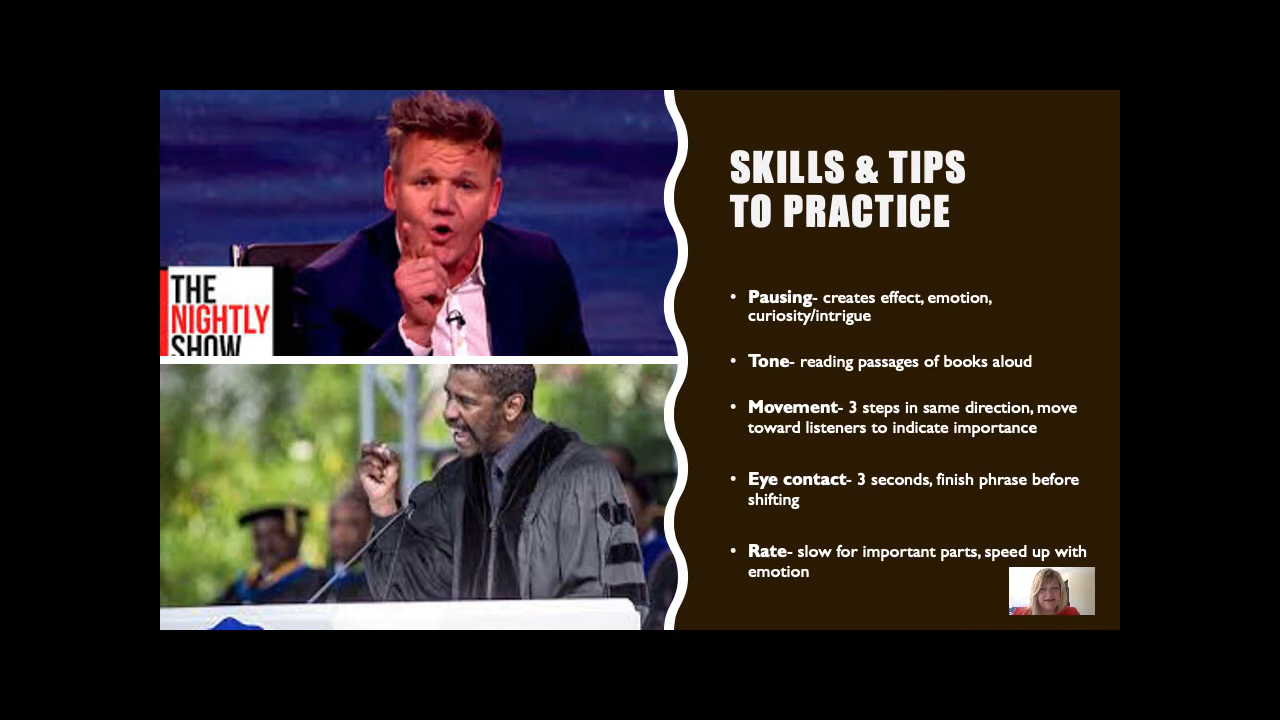 THE
NIGHTLY
SHOW
SKILLS & TIPS
TO PRACTICE
• Pausing- creates effect, emotion,
curiosity/intrigue
• Tone- reading passages of books aloud
• Movement- 3 steps in same direction, move
toward listeners to indicate importance
• Eye contact- 3 seconds, finish phrase before
shifting
• Rate- slow for important parts, speed up with
emotion